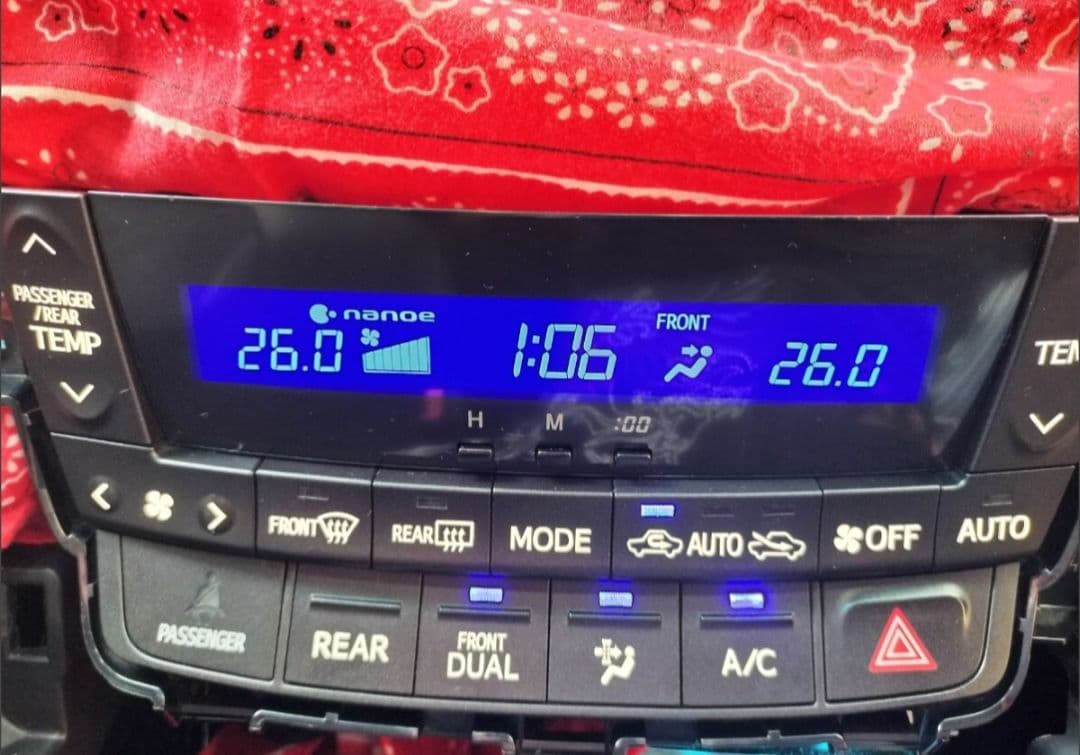 PASSENGER
/REAR
TEMP
nanoe
26.0
1:06
FRONT
26.0
H M :00
FRONT
REAR
MODE
AUTO
OFF
AUTO
PASSENGER
REAR
FRONT
DUAL
A/C